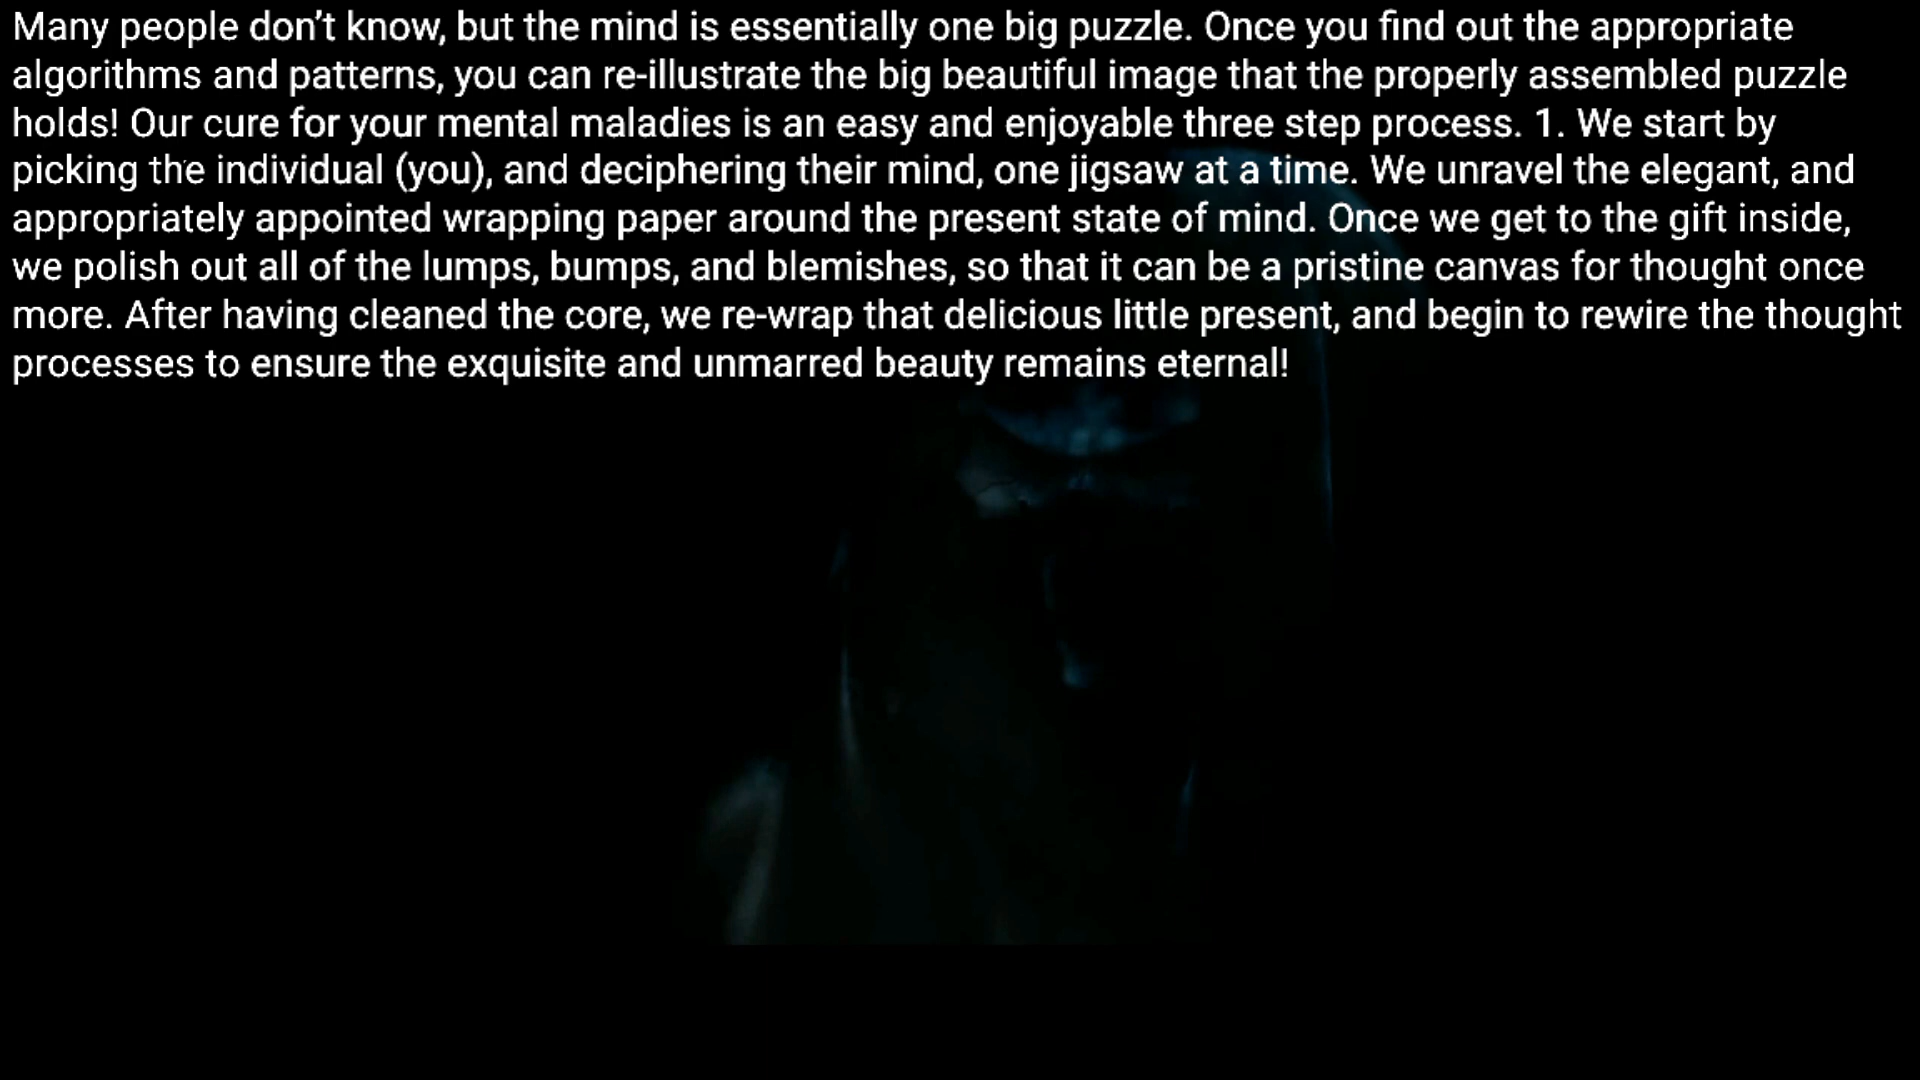 Many people don’t know, but the mind is essentially one big puzzle. Once you find out the appropriate
algorithms and patterns, you can re-illustrate the big beautiful image that the properly assembled puzzle
holds! Our cure for your mental maladies is an easy and enjoyable three step process. 1. We start by
picking the individual (you), and deciphering their mind, one jigsaw at a time. We unravel the elegant, and
appropriately appointed wrapping paper around the present state of mind. Once we get to the gift inside,
we polish out all of the lumps, bumps, and blemishes, so that it can be a pristine canvas for thought once
more. After having cleaned the core, we re-wrap that delicious little present, and begin to rewire the thought
processes to ensure the exquisite and unmarred beauty remains eternal!